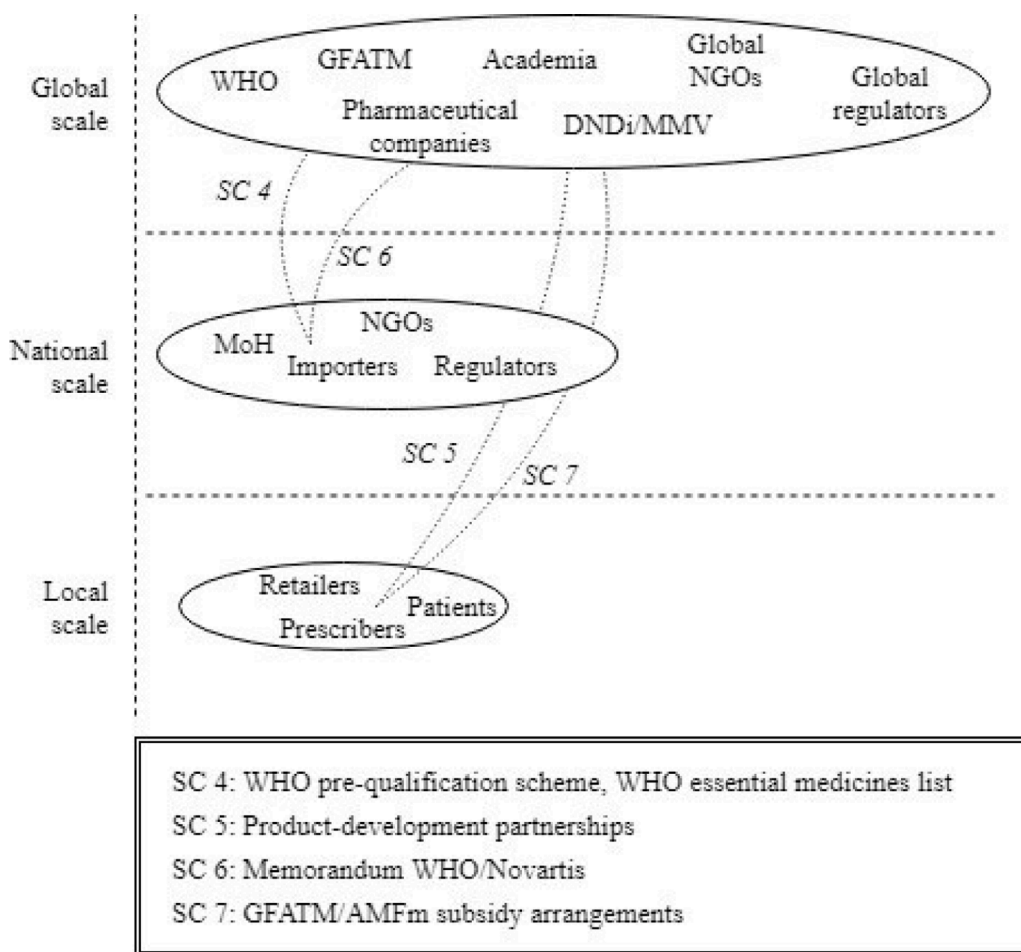 Global
scale
WHO
GFATM
Academia
Global
NGOs
Global
regulators
Pharmaceutical
companies
DNDi/MMV
SC 4
SC 6
National
scale
MoH
NGOs
Importers
Regulators
SC 5
SC 7
Local
scale
Retailers
Patients
Prescribers
SC 4: WHO pre-qualification scheme, WHO essential medicines list
SC 5: Product-development partnerships
SC 6: Memorandum WHO/Novartis
SC 7: GFATM/AMFm subsidy arrangements